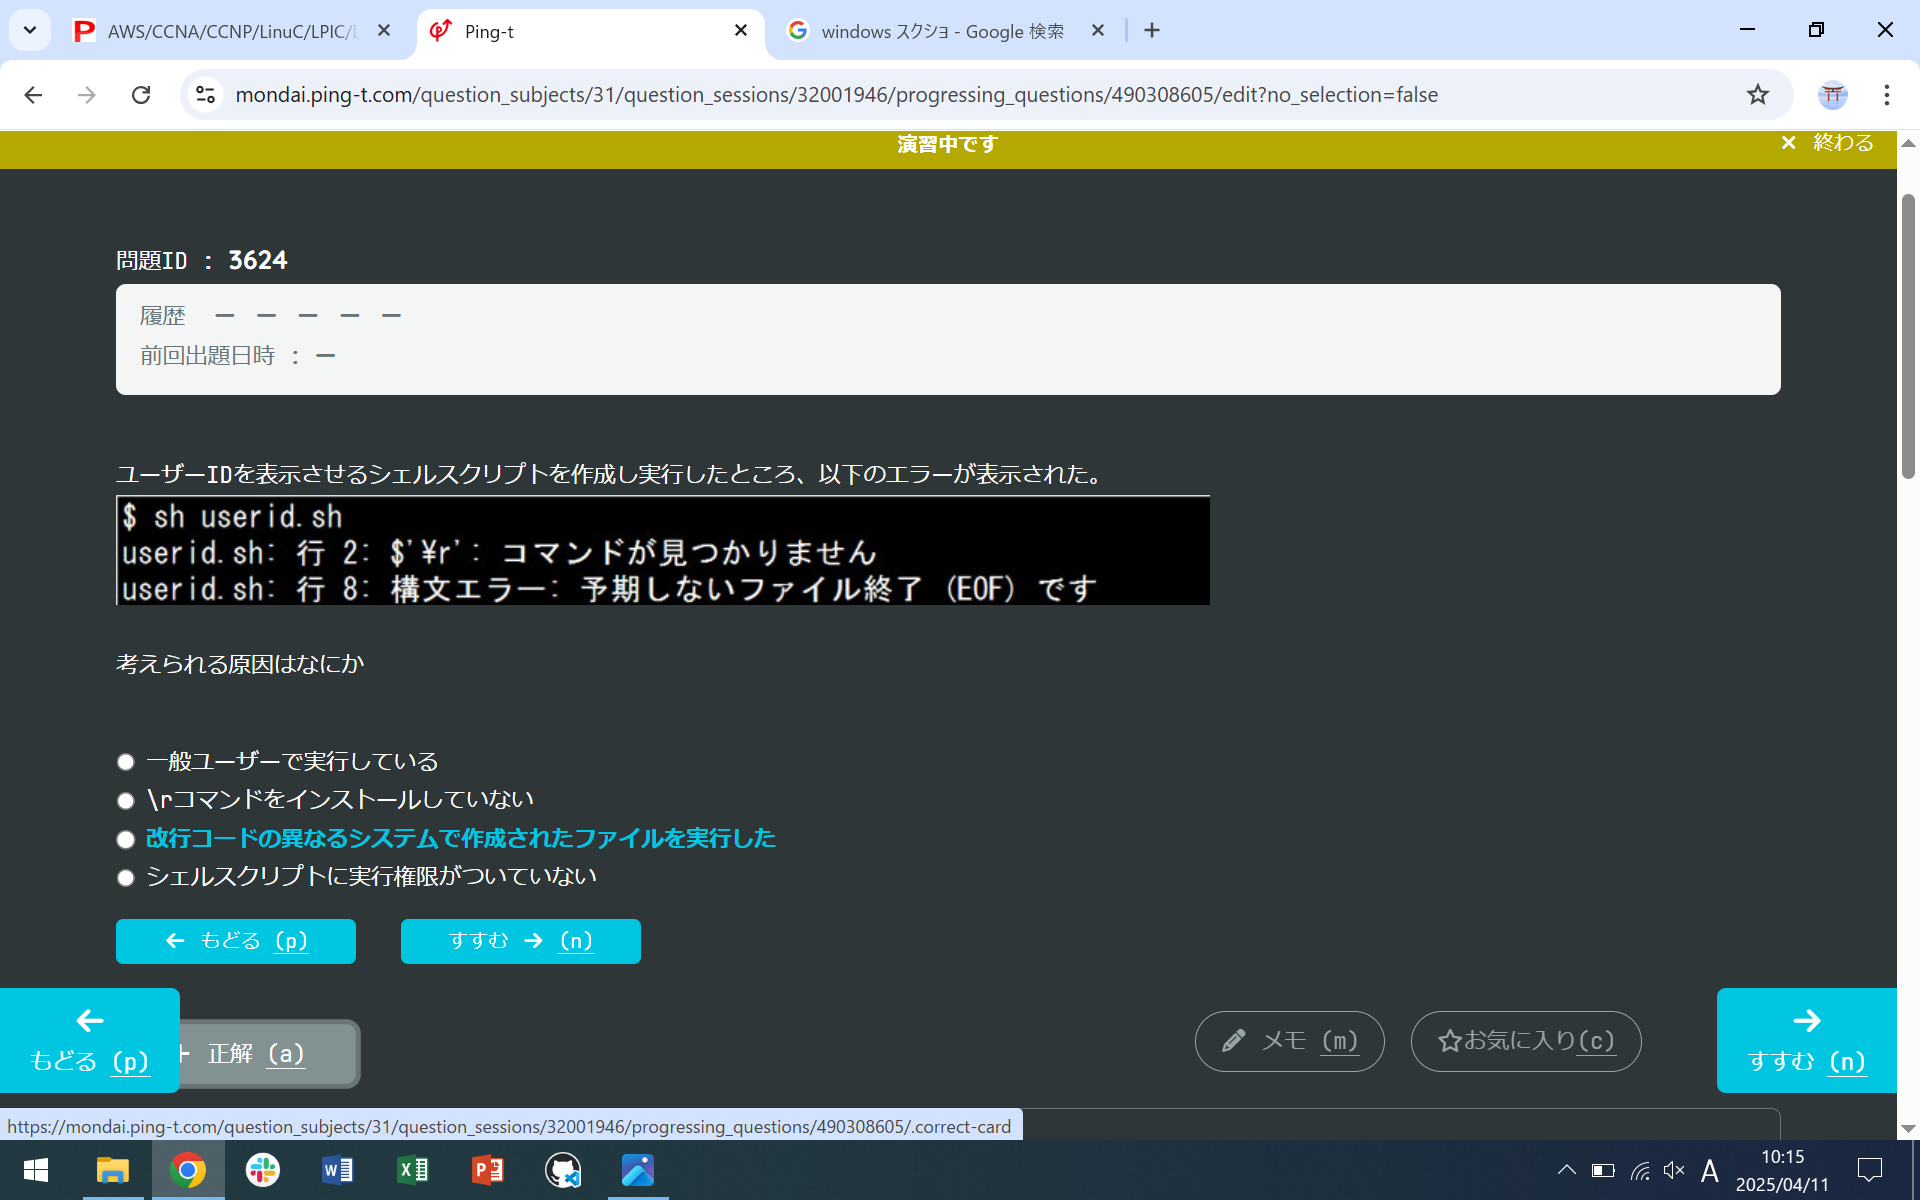 AWS/CCNA/CCNP/LinuC/LPIC/
Ping-t
windows スクショ - Google 検索
mondai.ping-t.com/question_subjects/31/question_sessions/32001946/progressing_questions/490308605/edit?no_selection=false
演習中です
× 終わる
問題ID : 3624
履歴 ー ー ー ー ー
前回出題日時 : ー
ユーザーIDを表示させるシェルスクリプトを作成し実行したところ、以下のエラーが表示された。
$ sh userid.sh
userid.sh: 行 2: $'¥r': コマンドが見つかりません
userid.sh: 行 8: 構文エラー: 予期しないファイル終了 (EOF) です
考えられる原因はなにか
一般ユーザーで実行している
\rコマンドをインストールしていない
改行コードの異なるシステムで作成されたファイルを実行した
シェルスクリプトに実行権限がついていない
← もどる (p)
すすむ → (n)
← もどる (p)
+ 正解 (a)
メモ (m)
☆お気に入り(c)
→ すすむ (n)
https://mondai.ping-t.com/question_subjects/31/question_sessions/32001946/progressing_questions/490308605/.correct-card
A
10:15
2025/04/11